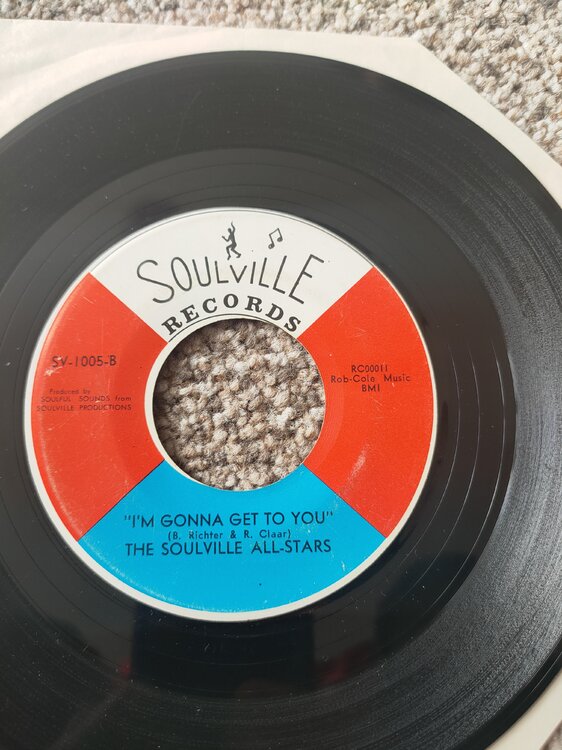 SOULVILLE
RECORDS
SV-1005-B
Produced by
SOULFUL SOUNDS from
SOULVILLE PRODUCTIONS
RC00011
Rob-Cole Music
BMI
"I'M GONNA GET TO YOU"
(B. Richter & R. Claar)
THE SOULVILLE ALL-STARS